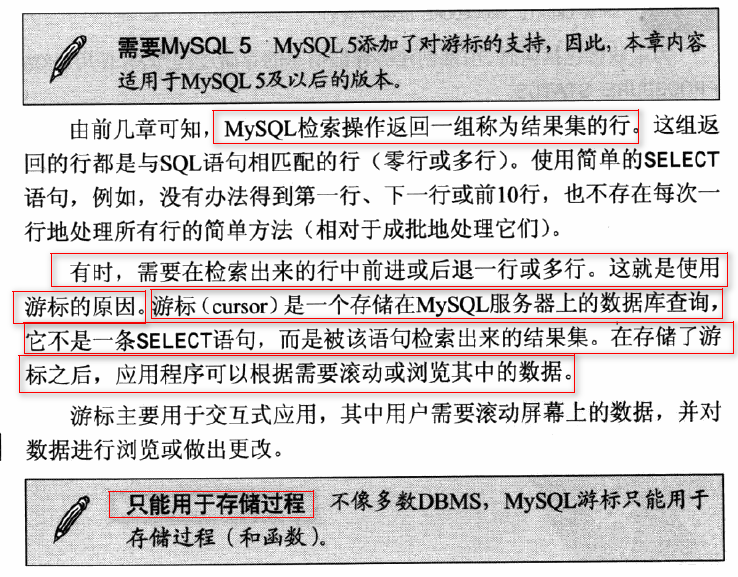 需要MySQL 5 MySQL 5添加了对游标的支持,因此,本章内容
适用于MySQL 5及以后的版本。
由前几章可知,MySQL检索操作返回一组称为结果集的行。这组返
回的行都是与SQL语句相匹配的行(零行或多行)。使用简单的SELECT
语句,例如,没有办法得到第一行、下一行或前10行,也不存在每次一
行地处理所有行的简单方法(相对于成批地处理它们)。
有时,需要在检索出来的行中前进或后退一行或多行。这就是使用
游标的原因。游标(cursor)是一个存储在MySQL服务器上的数据库查询,
它不是一条SELECT语句,而是被该语句检索出来的结果集。在存储了游
标之后,应用程序可以根据需要滚动或浏览其中的数据。
游标主要用于交互式应用,其中用户需要滚动屏幕上的数据,并对
数据进行浏览或做出更改。
只能用于存储过程 不像多数DBMS,MySQL游标只能用于
存储过程(和函数)。